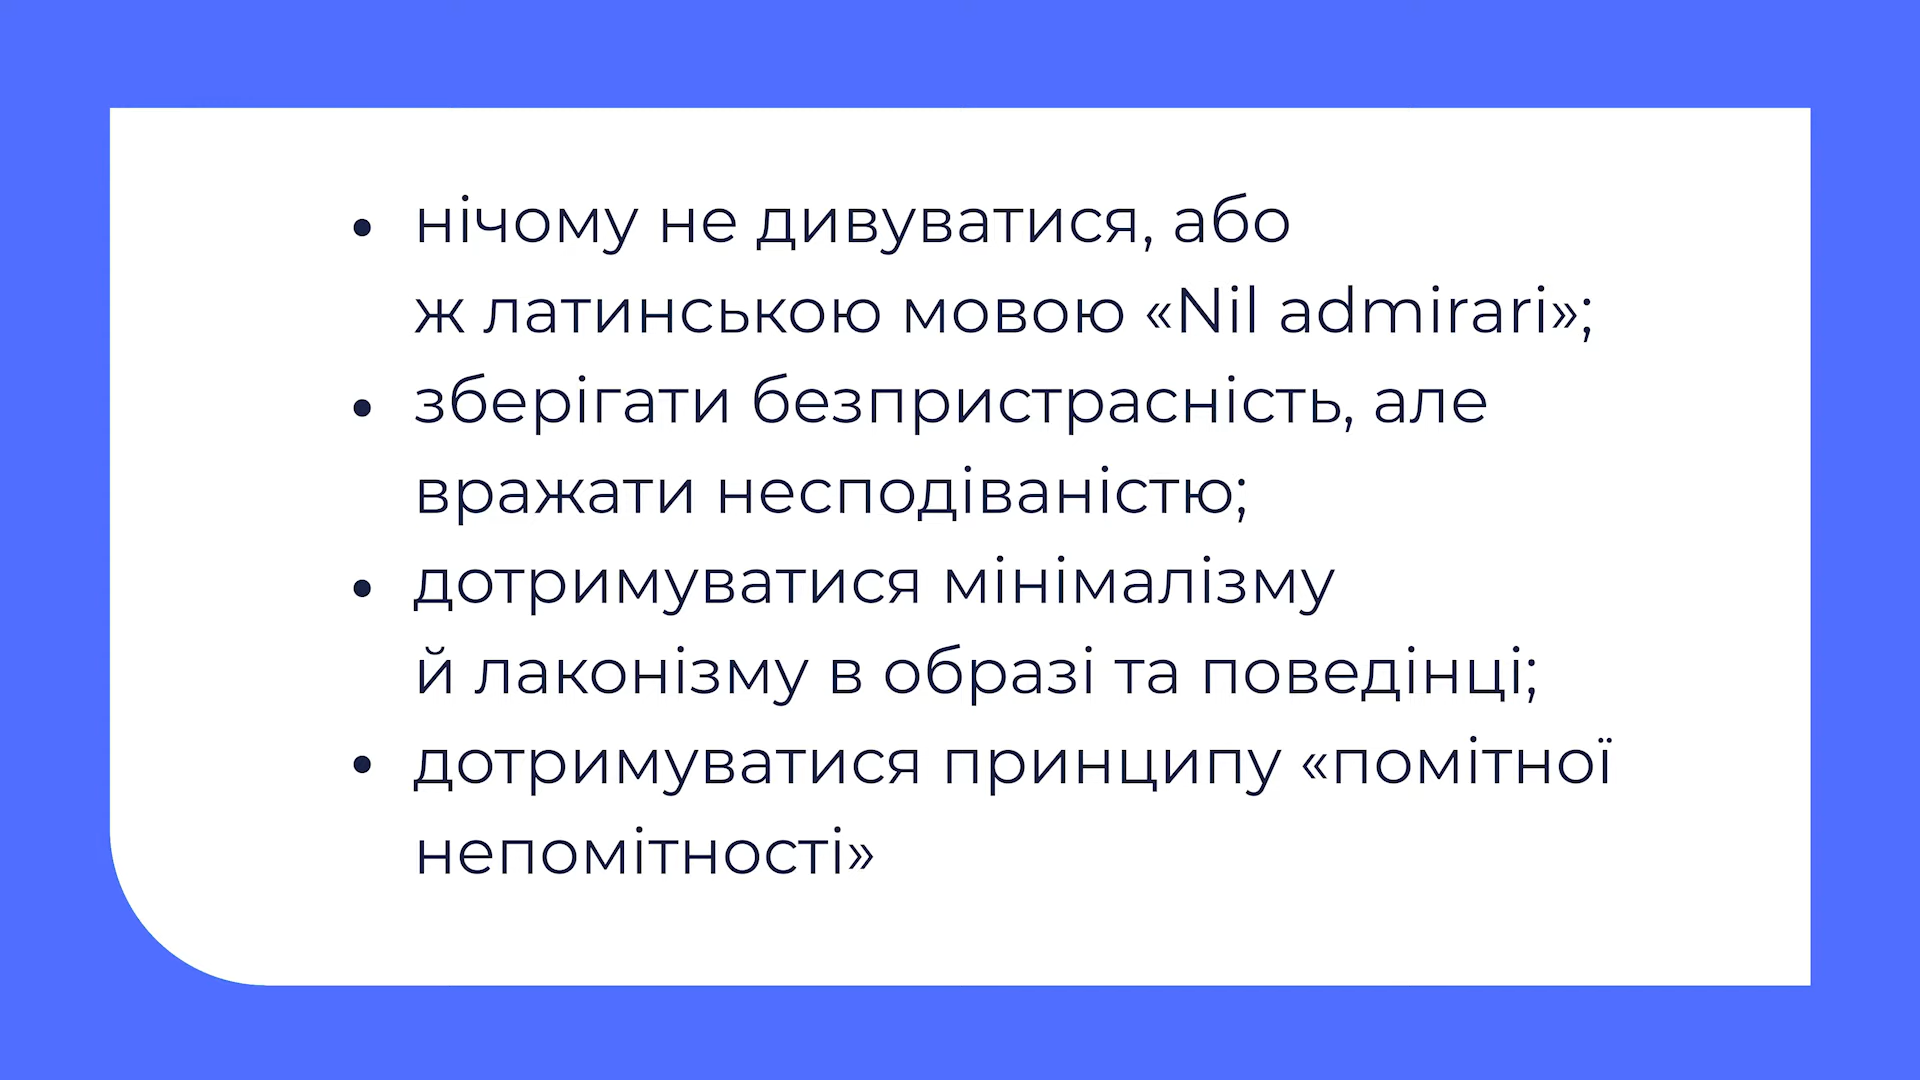 • нічому не дивуватися, або
ж латинською мовою «Nil admirari»;
• зберігати безпристрасність, але
вражати несподіваністю;
• дотримуватися мінімалізму
й лаконізму в образі та поведінці;
• дотримуватися принципу «помітної
непомітності»